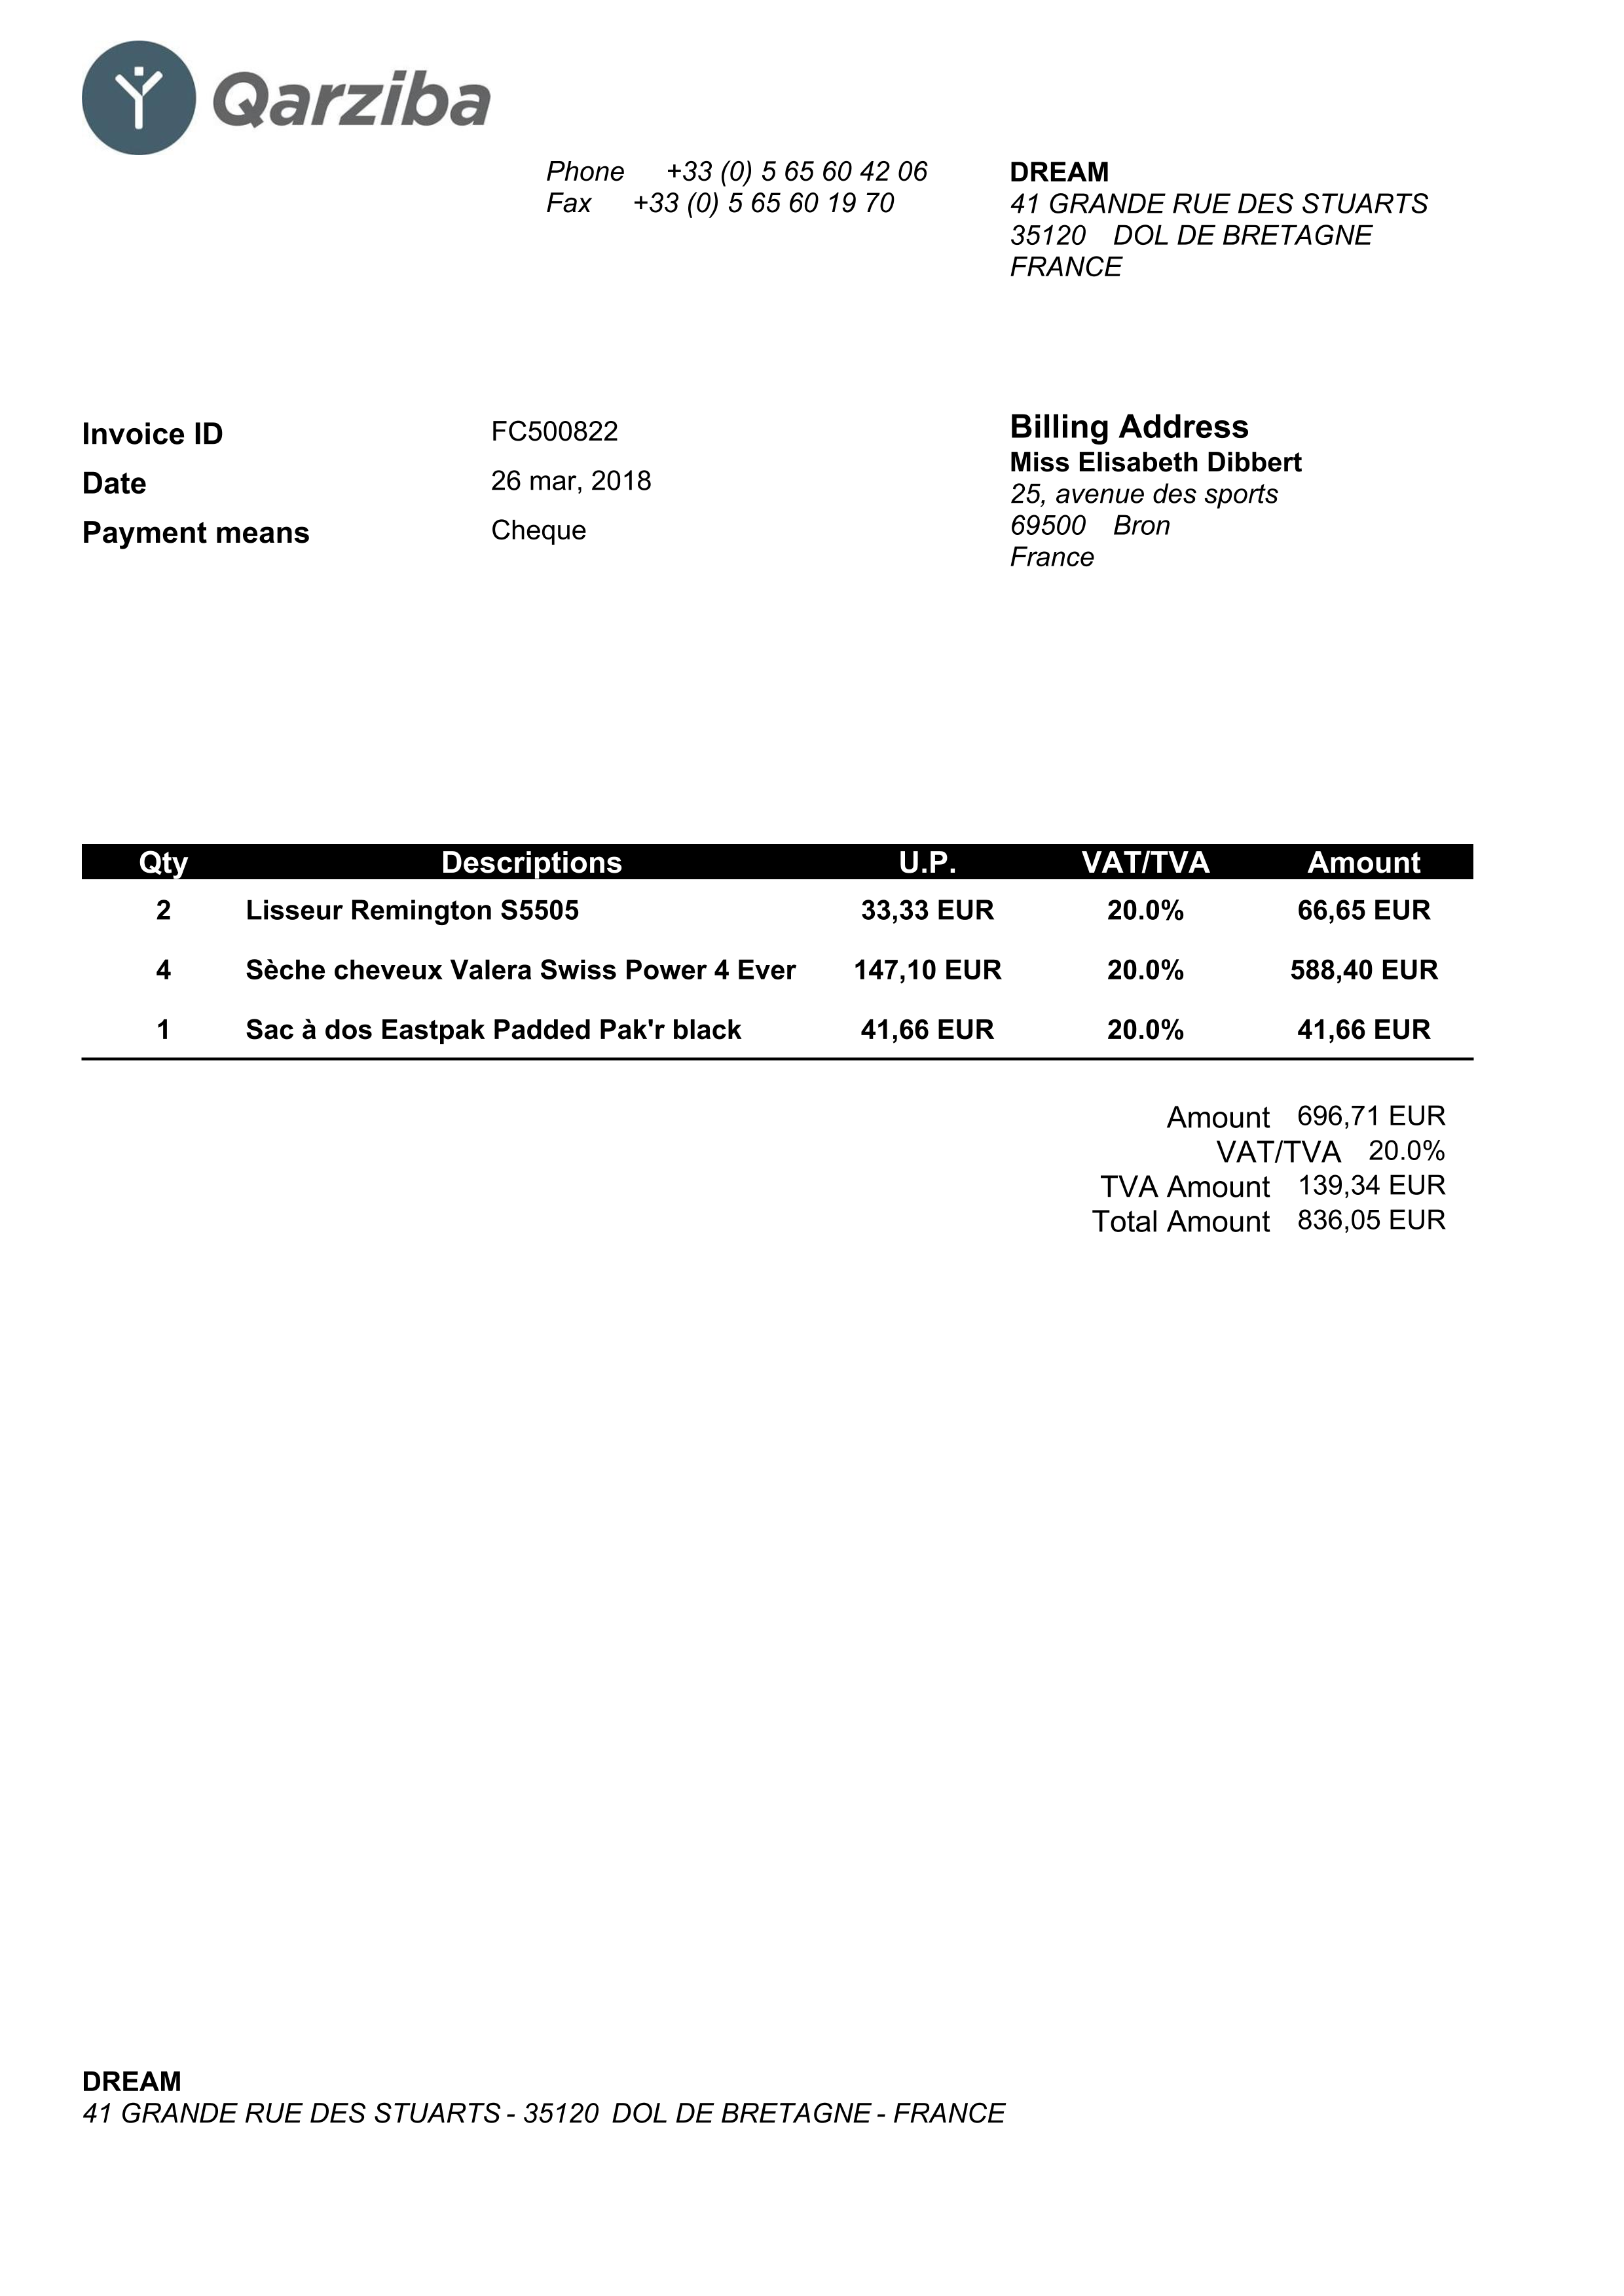 Qarziba
Phone +33 (0) 5 65 60 42 06
Fax +33 (0) 5 65 60 19 70
DREAM
41 GRANDE RUE DES STUARTS
35120 DOL DE BRETAGNE
FRANCE
Invoice ID FC500822
Date 26 mar, 2018
Payment means Cheque
Billing Address
Miss Elisabeth Dibbert
25, avenue des sports
69500 Bron
France
Qty Descriptions U.P. VAT/TVA Amount
2 Lisseur Remington S5505 33,33 EUR 20.0% 66,65 EUR
4 Sèche cheveux Valera Swiss Power 4 Ever 147,10 EUR 20.0% 588,40 EUR
1 Sac à dos Eastpak Padded Pak'r black 41,66 EUR 20.0% 41,66 EUR
Amount 696,71 EUR
VAT/TVA 20.0%
TVA Amount 139,34 EUR
Total Amount 836,05 EUR
DREAM
41 GRANDE RUE DES STUARTS - 35120 DOL DE BRETAGNE - FRANCE